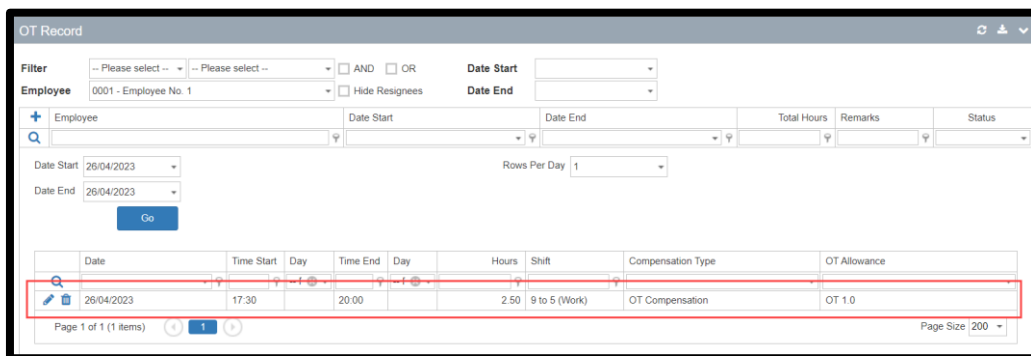 OT Record
Filter -- Please select -- -- Please select -- AND OR Date Start
Employee 0001 - Employee No. 1 Hide Resignees Date End
Employee Date Start Date End Total Hours Remarks Status
Date Start 26/04/2023 Rows Per Day 1
Date End 26/04/2023
Go
Date Time Start Day Time End Day Hours Shift Compensation Type OT Allowance
26/04/2023 17:30 20:00 2.50 9 to 5 (Work) OT Compensation OT 1.0
Page 1 of 1 (1 items) 1 Page Size 200